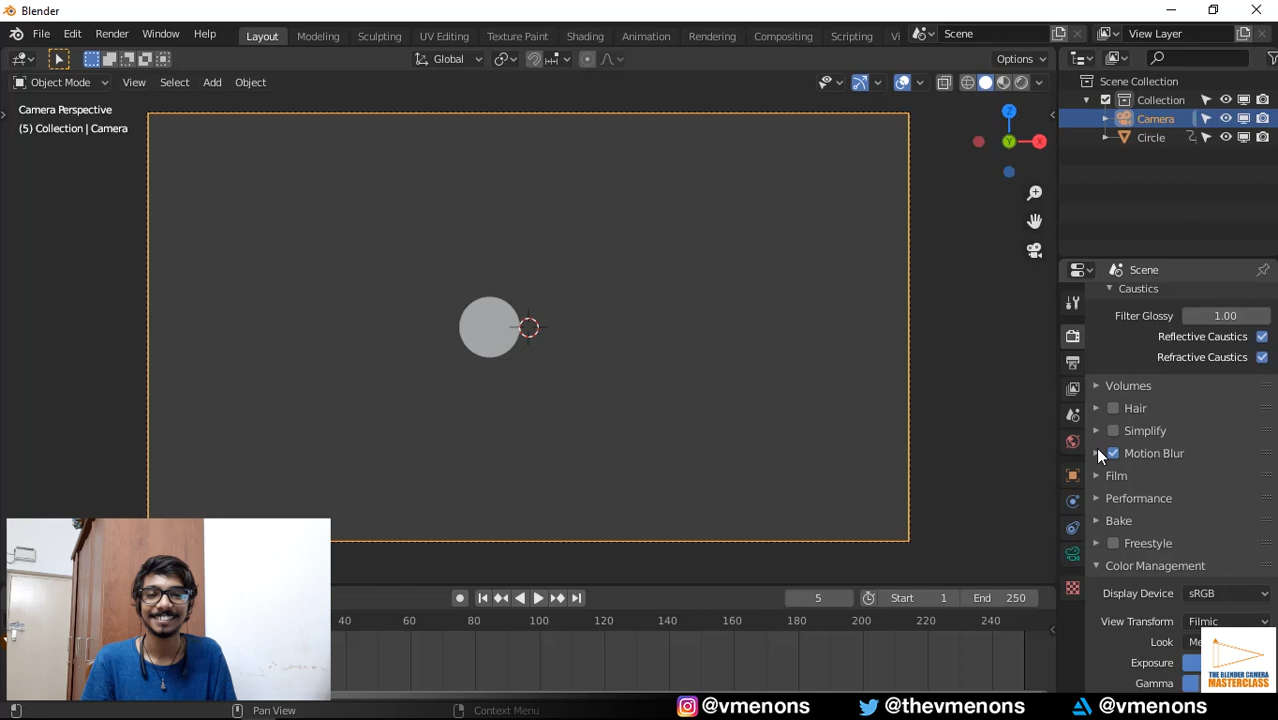 Blender
File Edit Render Window Help Layout Modeling Sculpting UV Editing Texture Paint Shading Animation Rendering Compositing Scripting Vi Scene View Layer
Global Options
Object Mode View Select Add Object
Camera Perspective
(5) Collection | Camera
Z
Y
X
Scene Collection
Collection
Camera
Circle
Scene
Caustics
Filter Glossy 1.00
Reflective Caustics
Refractive Caustics
Volumes
Hair
Simplify
Motion Blur
Film
Performance
Bake
Freestyle
Color Management
Display Device sRGB
View Transform Filmic
Look Me
Exposure
Gamma
5 Start 1 End 250
40 60 80 100 120 140 160 180 200 220 240
THE BLENDER CAMERA
MASTERCLASS
Pan View Context Menu
@vmenons @thevmenons @vmenons